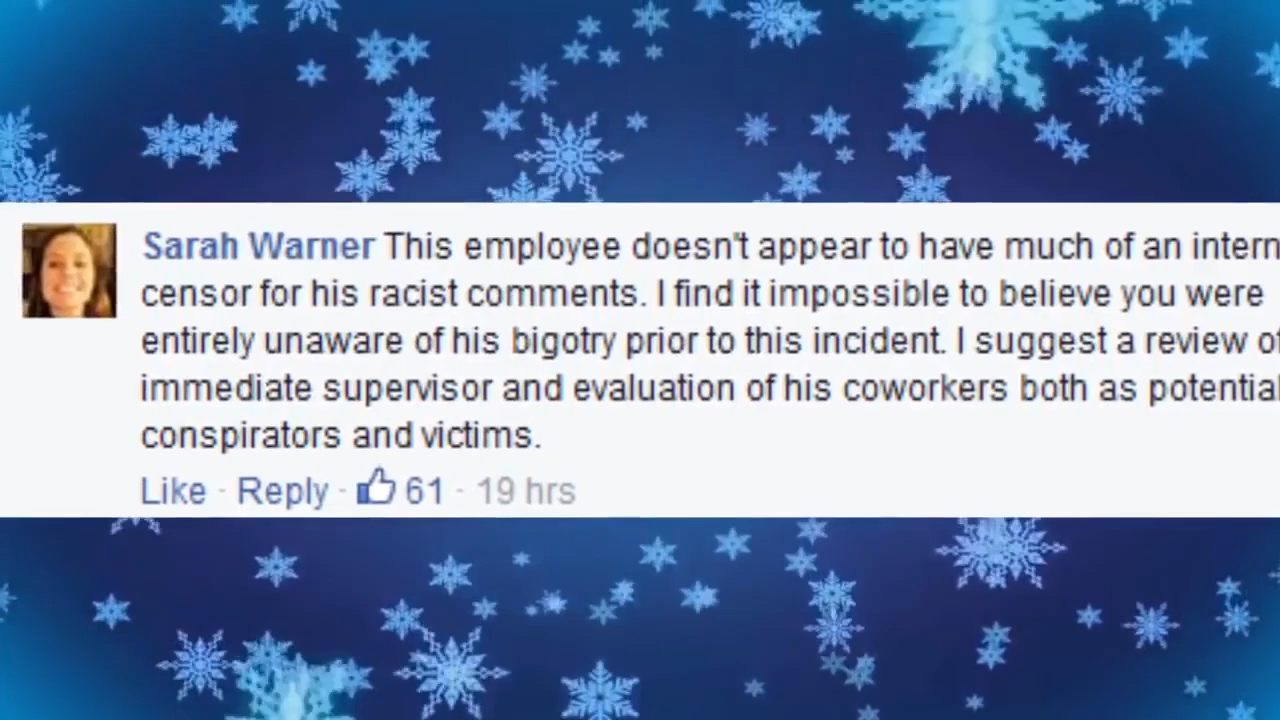 Sarah Warner This employee doesn't appear to have much of an intern
censor for his racist comments. I find it impossible to believe you were
entirely unaware of his bigotry prior to this incident. I suggest a review of
immediate supervisor and evaluation of his coworkers both as potential
conspirators and victims.
Like · Reply · 61 · 19 hrs